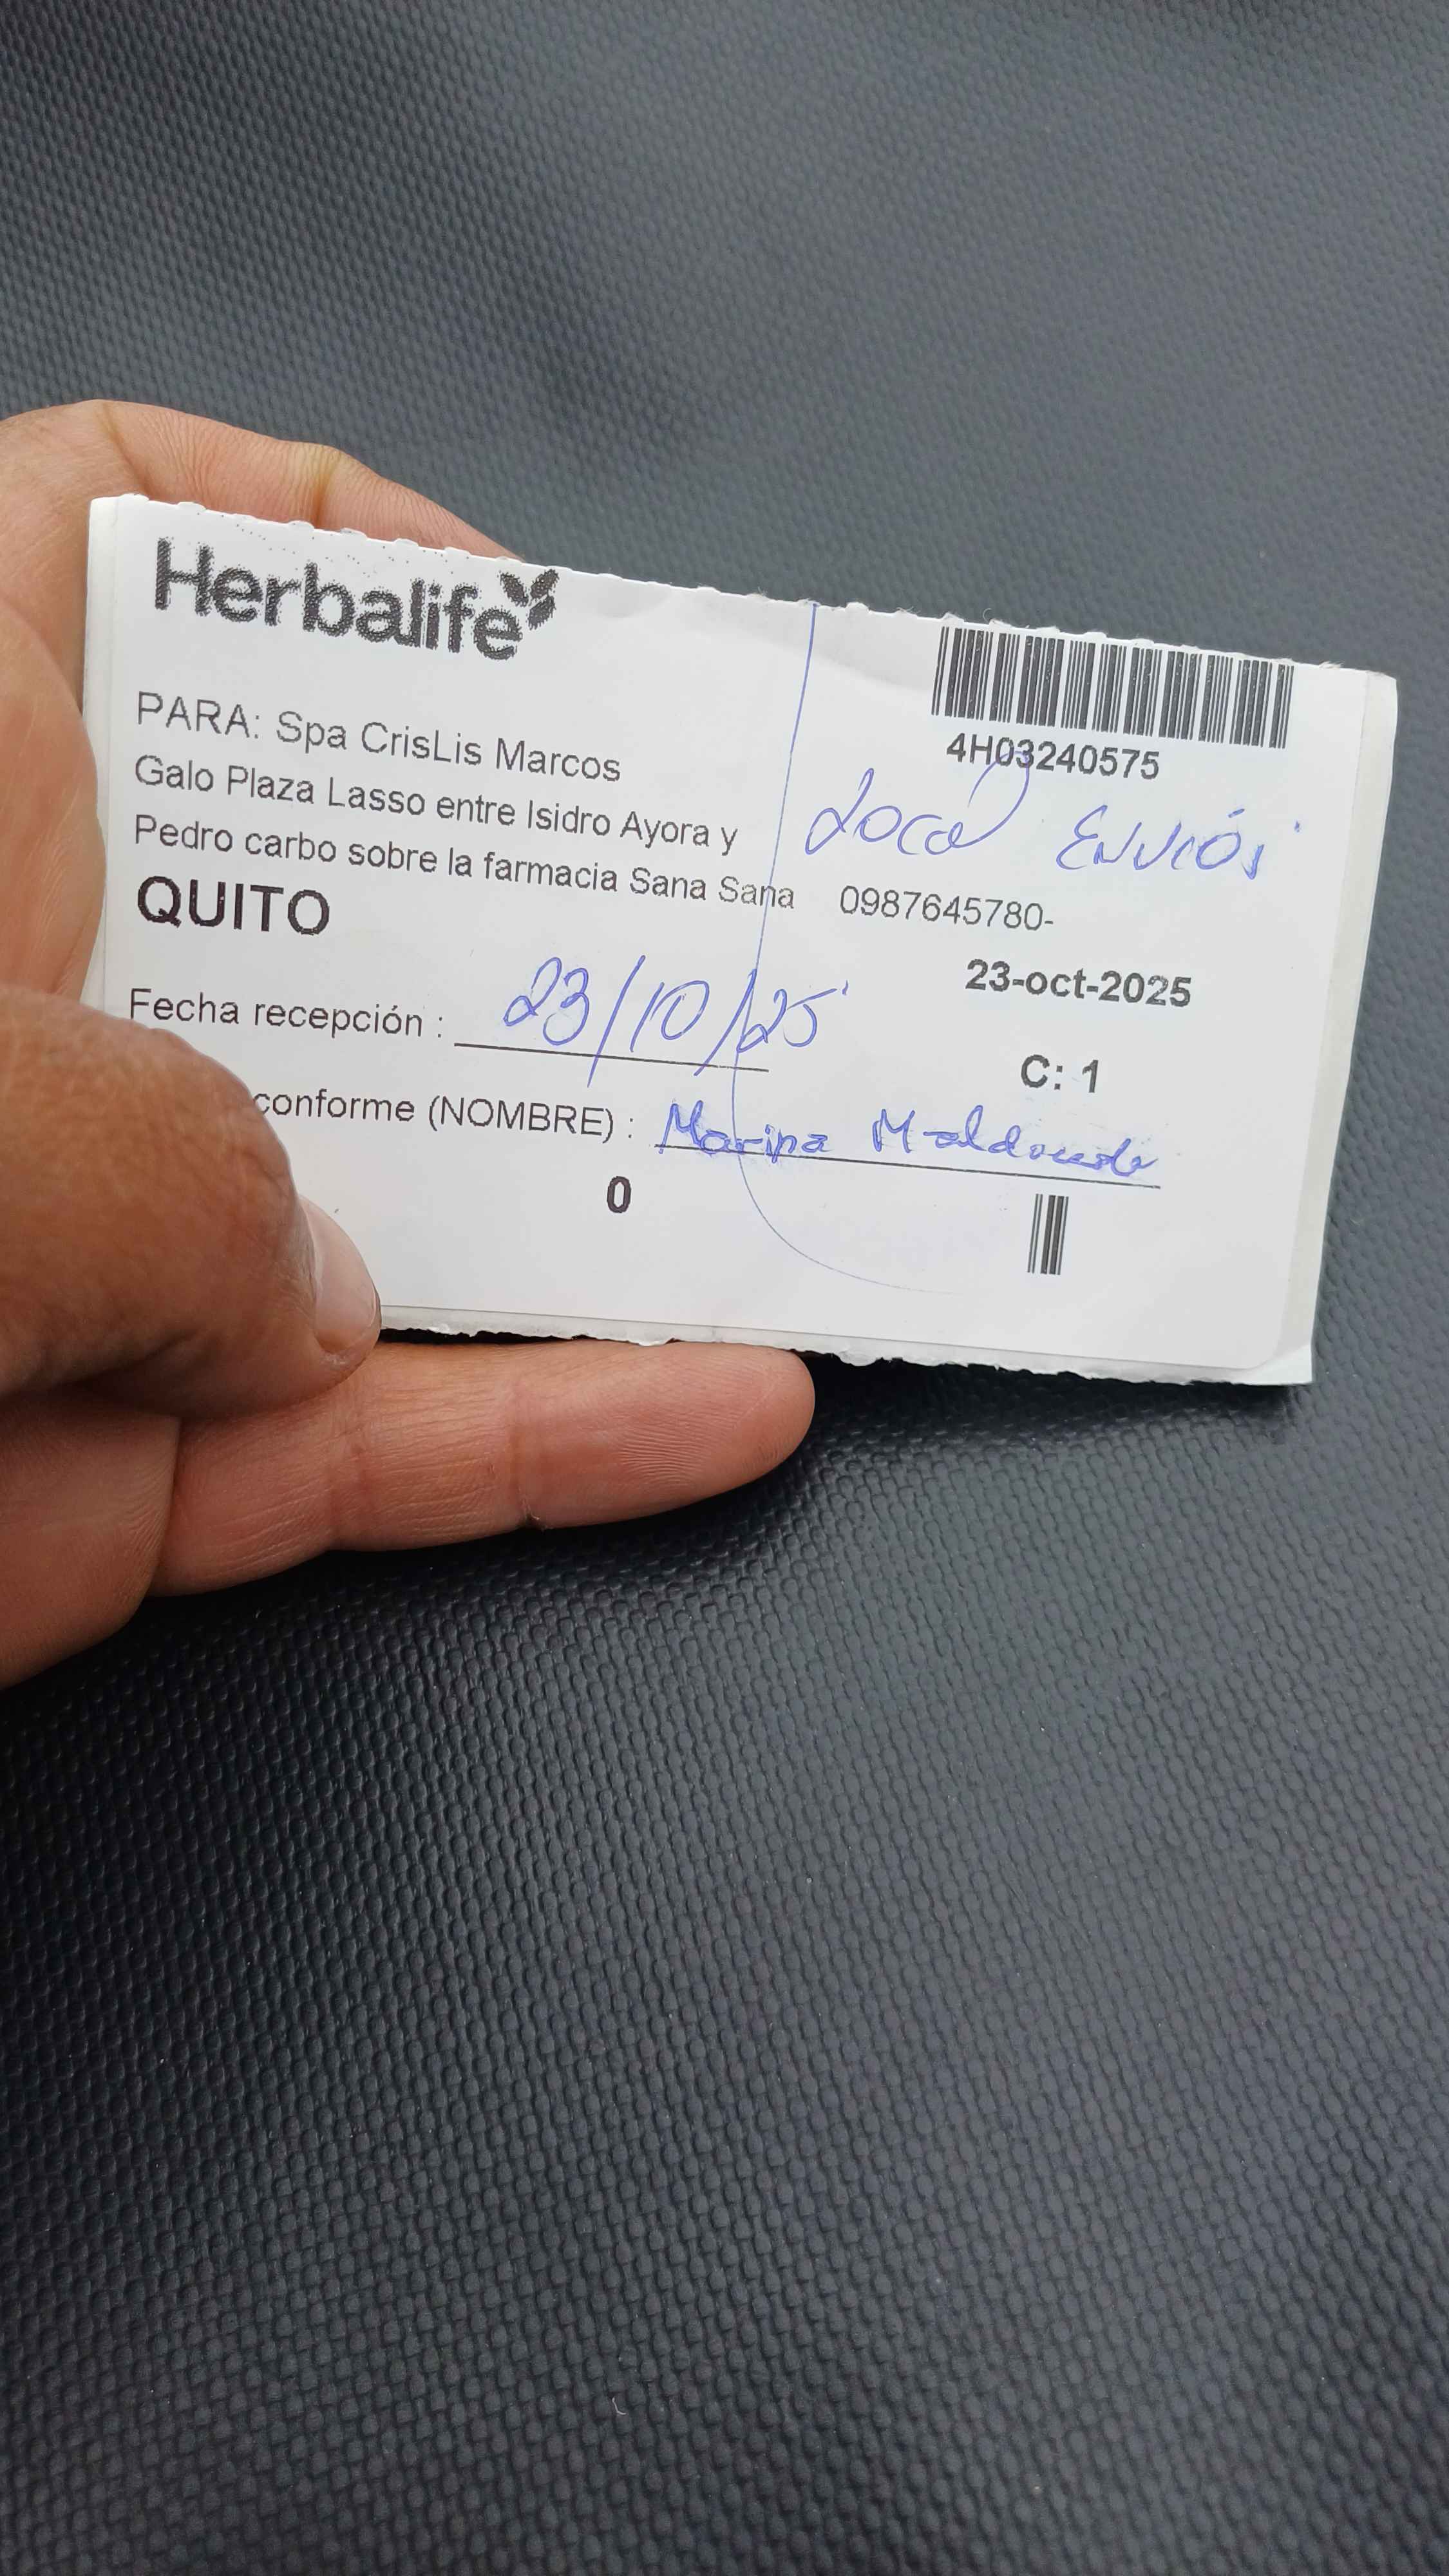 Herbalife
4H03240575
PARA: Spa CrisLis Marcos
Galo Plaza Lasso entre Isidro Ayora y
Pedro carbo sobre la farmacia Sana Sana
Envíos
0987645780-
QUITO
23-oct-2025
Fecha recepción : 23/10/25
C: 1
conforme (NOMBRE) : Marina Maldonado
0